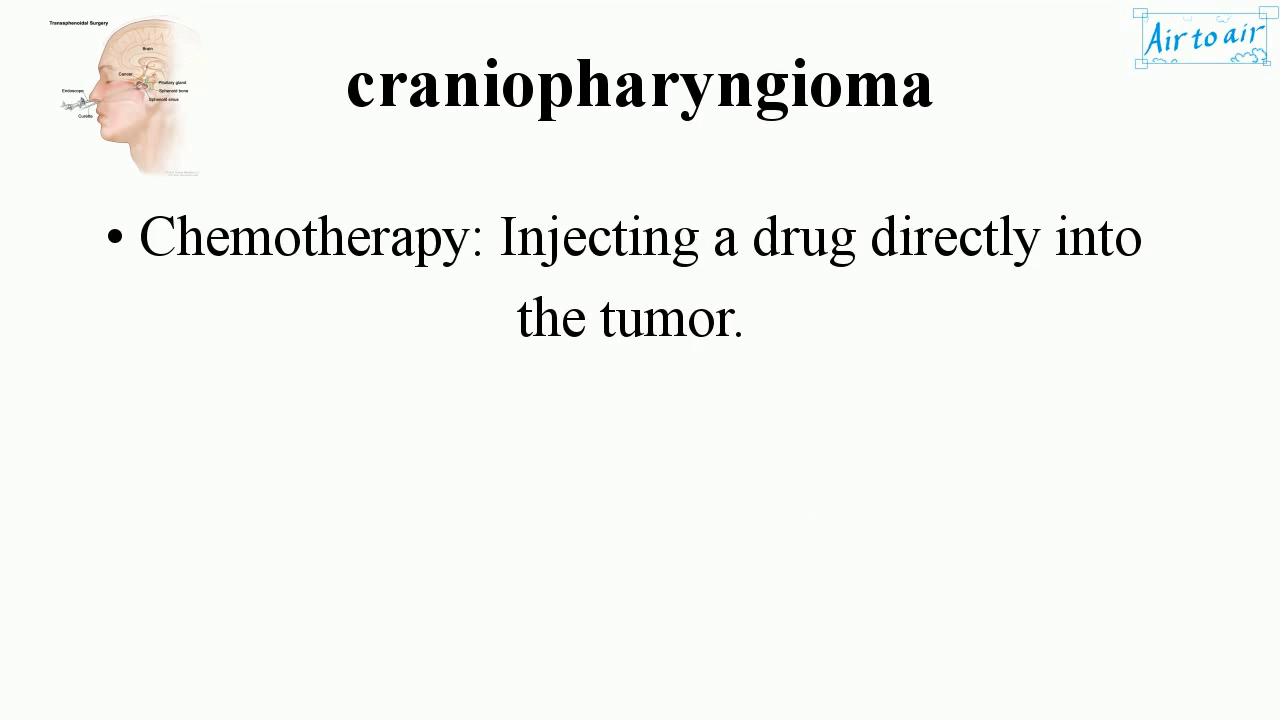 Transsphenoidal Surgery
Brain
Cancer
Pituitary gland
Endoscope
Sphenoid bone
Sphenoid sinus
Curette
Air to air
craniopharyngioma
• Chemotherapy: Injecting a drug directly into
the tumor.